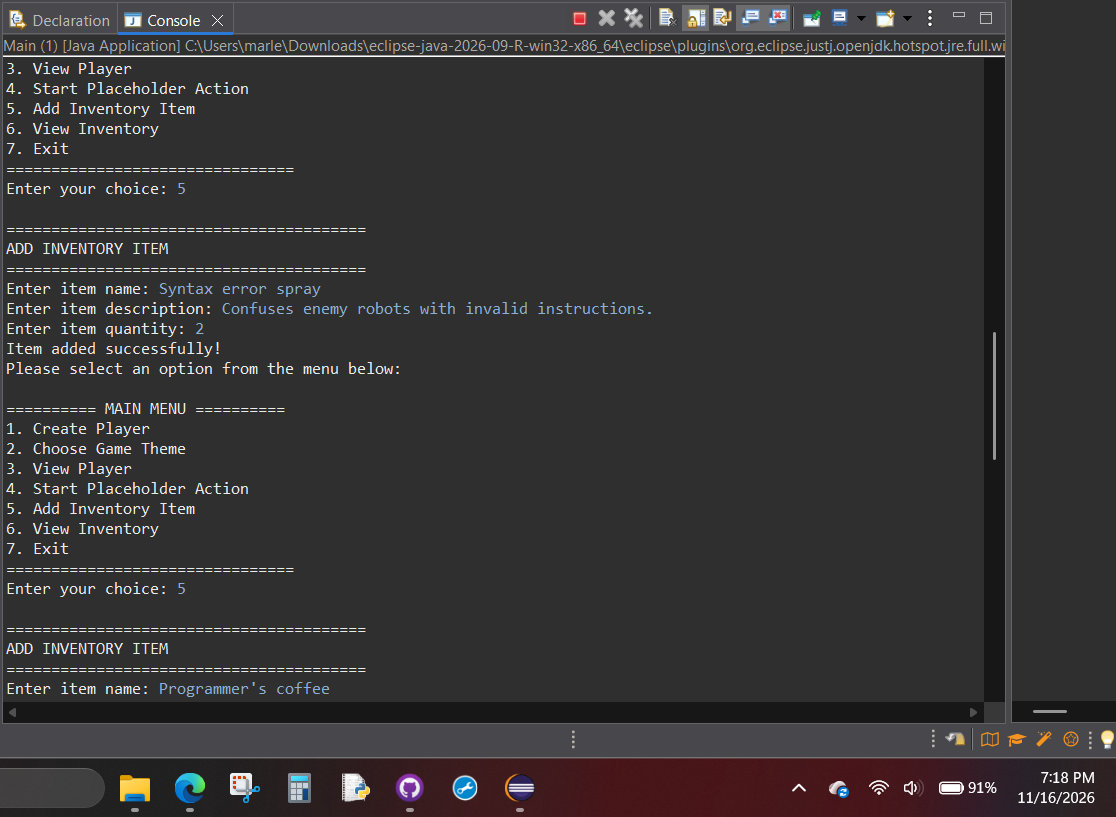 Declaration
Console
Main (1) [Java Application] C:\Users\marle\Downloads\eclipse-java-2026-09-R-win32-x86_64\eclipse\plugins\org.eclipse.justj.openjdk.hotspot.jre.full.wi
3. View Player
4. Start Placeholder Action
5. Add Inventory Item
6. View Inventory
7. Exit
================================
Enter your choice: 5
========================================
ADD INVENTORY ITEM
========================================
Enter item name: Syntax error spray
Enter item description: Confuses enemy robots with invalid instructions.
Enter item quantity: 2
Item added successfully!
Please select an option from the menu below:
========== MAIN MENU ==========
1. Create Player
2. Choose Game Theme
3. View Player
4. Start Placeholder Action
5. Add Inventory Item
6. View Inventory
7. Exit
================================
Enter your choice: 5
========================================
ADD INVENTORY ITEM
========================================
Enter item name: Programmer's coffee
91%
7:18 PM
11/16/2026